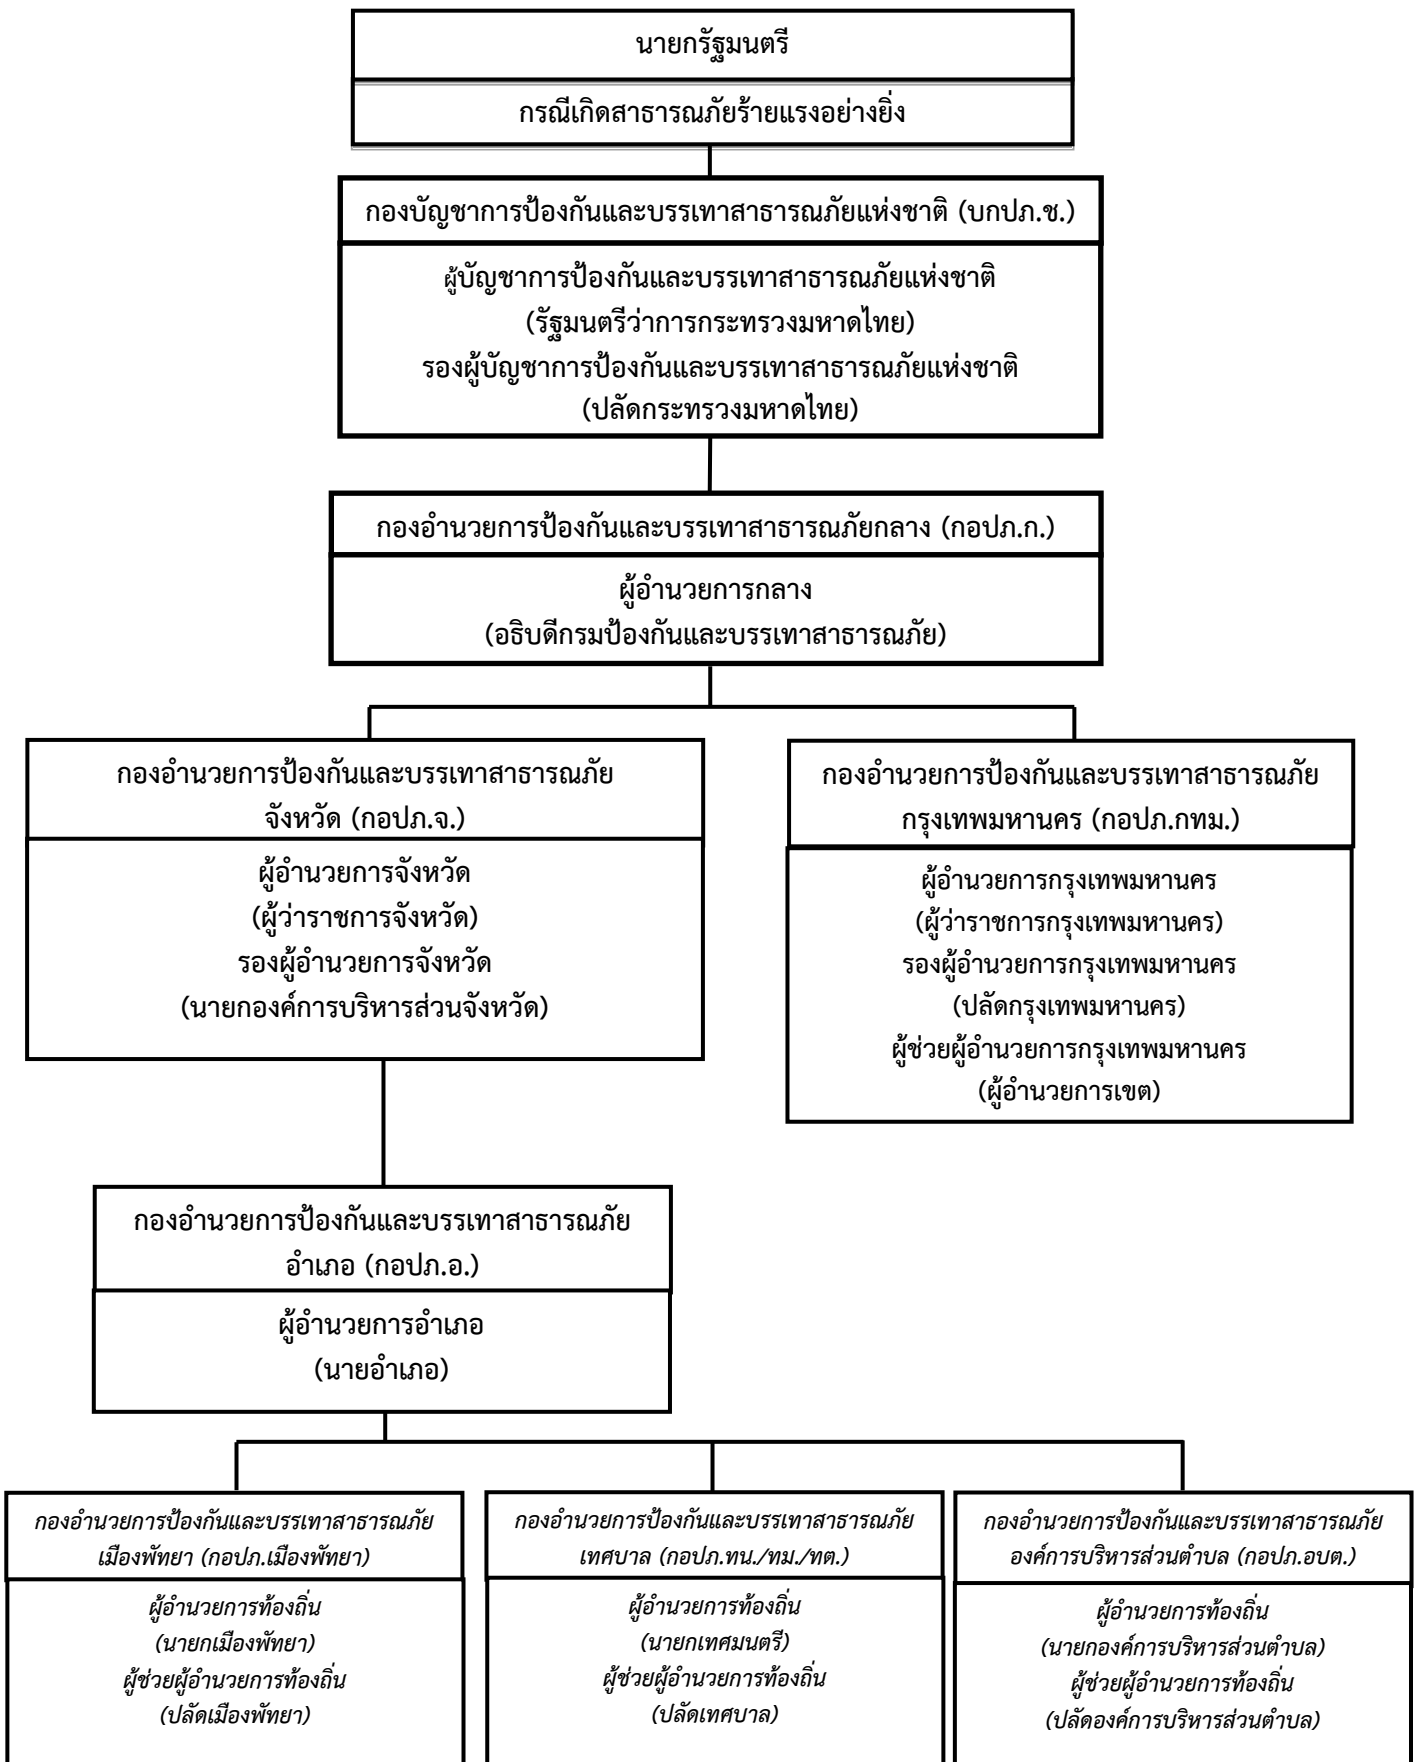 นายกรัฐมนตรี
กรณีเกิดสาธารณภัยร้ายแรงอย่างยิ่ง
กองบัญชาการป้องกันและบรรเทาสาธารณภัยแห่งชาติ (บกปภ.ช.)
ผู้บัญชาการป้องกันและบรรเทาสาธารณภัยแห่งชาติ
(รัฐมนตรีว่าการกระทรวงมหาดไทย)
รองผู้บัญชาการป้องกันและบรรเทาสาธารณภัยแห่งชาติ
(ปลัดกระทรวงมหาดไทย)
กองอำนวยการป้องกันและบรรเทาสาธารณภัยกลาง (กอปภ.ก.)
ผู้อำนวยการกลาง
(อธิบดีกรมป้องกันและบรรเทาสาธารณภัย)
กองอำนวยการป้องกันและบรรเทาสาธารณภัย
จังหวัด (กอปภ.จ.)
ผู้อำนวยการจังหวัด
(ผู้ว่าราชการจังหวัด)
รองผู้อำนวยการจังหวัด
(นายกองค์การบริหารส่วนจังหวัด)
กองอำนวยการป้องกันและบรรเทาสาธารณภัย
กรุงเทพมหานคร (กอปภ.กทม.)
ผู้อำนวยการกรุงเทพมหานคร
(ผู้ว่าราชการกรุงเทพมหานคร)
รองผู้อำนวยการกรุงเทพมหานคร
(ปลัดกรุงเทพมหานคร)
ผู้ช่วยผู้อำนวยการกรุงเทพมหานคร
(ผู้อำนวยการเขต)
กองอำนวยการป้องกันและบรรเทาสาธารณภัย
อำเภอ (กอปภ.อ.)
ผู้อำนวยการอำเภอ
(นายอำเภอ)
กองอำนวยการป้องกันและบรรเทาสาธารณภัย
เมืองพัทยา (กอปภ.เมืองพัทยา)
ผู้อำนวยการท้องถิ่น
(นายกเมืองพัทยา)
ผู้ช่วยผู้อำนวยการท้องถิ่น
(ปลัดเมืองพัทยา)
กองอำนวยการป้องกันและบรรเทาสาธารณภัย
เทศบาล (กอปภ.ทน./ทม./ทต.)
ผู้อำนวยการท้องถิ่น
(นายกเทศมนตรี)
ผู้ช่วยผู้อำนวยการท้องถิ่น
(ปลัดเทศบาล)
กองอำนวยการป้องกันและบรรเทาสาธารณภัย
องค์การบริหารส่วนตำบล (กอปภ.อบต.)
ผู้อำนวยการท้องถิ่น
(นายกองค์การบริหารส่วนตำบล)
ผู้ช่วยผู้อำนวยการท้องถิ่น
(ปลัดองค์การบริหารส่วนตำบล)